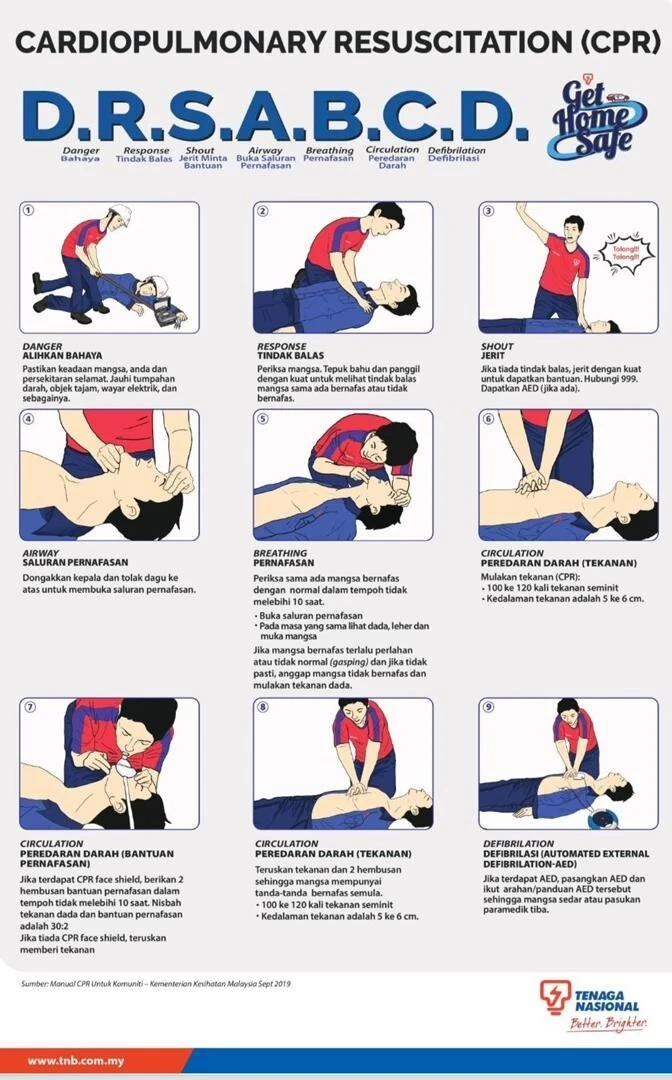 CARDIOPULMONARY RESUSCITATION (CPR)
D.R.S.A.B.C.D.
Get
Home
Safe
Danger
Bahaya
Response
Tindak Balas
Shout
Jerit Minta
Bantuan
Airway
Buka Saluran
Pernafasan
Breathing
Pernafasan
Circulation
Peredaran
Darah
Defibrilation
Defibrilasi
1
DANGER
ALIHKAN BAHAYA
Pastikan keadaan mangsa, anda dan
persekitaran selamat. Jauhi tumpahan
darah, objek tajam, wayar elektrik, dan
sebagainya.
2
RESPONSE
TINDAK BALAS
Periksa mangsa. Tepuk bahu dan panggil
dengan kuat untuk melihat tindak balas
mangsa sama ada bernafas atau tidak
bernafas.
3
Tolong!!!
Tolong!!!
SHOUT
JERIT
Jika tiada tindak balas, jerit dengan kuat
untuk dapatkan bantuan. Hubungi 999.
Dapatkan AED (jika ada).
4
AIRWAY
SALURAN PERNAFASAN
Dongakkan kepala dan tolak dagu ke
atas untuk membuka saluran pernafasan.
5
BREATHING
PERNAFASAN
Periksa sama ada mangsa bernafas
dengan normal dalam tempoh tidak
melebihi 10 saat.
• Buka saluran pernafasan
• Pada masa yang sama lihat dada, leher dan
muka mangsa
Jika mangsa bernafas terlalu perlahan
atau tidak normal (gasping) dan jika tidak
pasti, anggap mangsa tidak bernafas dan
mulakan tekanan dada.
6
CIRCULATION
PEREDARAN DARAH (TEKANAN)
Mulakan tekanan (CPR):
• 100 ke 120 kali tekanan seminit
• Kedalaman tekanan adalah 5 ke 6 cm.
7
CIRCULATION
PEREDARAN DARAH (BANTUAN
PERNAFASAN)
Jika terdapat CPR face shield, berikan 2
hembusan bantuan pernafasan dalam
tempoh tidak melebihi 10 saat. Nisbah
tekanan dada dan bantuan pernafasan
adalah 30:2
Jika tiada CPR face shield, teruskan
memberi tekanan
8
CIRCULATION
PEREDARAN DARAH (TEKANAN)
Teruskan tekanan dan 2 hembusan
sehingga mangsa mempunyai
tanda-tanda bernafas semula.
• 100 ke 120 kali tekanan seminit
• Kedalaman tekanan adalah 5 ke 6 cm.
9
DEFIBRILATION
DEFIBRILASI (AUTOMATED EXTERNAL
DEFIBRILATION-AED)
Jika terdapat AED, pasangkan AED dan
ikut arahan/panduan AED tersebut
sehingga mangsa sedar atau pasukan
paramedik tiba.
Sumber: Manual CPR Untuk Komuniti – Kementerian Kesihatan Malaysia Sept 2019
TENAGA
NASIONAL
Better. Brighter.
www.tnb.com.my